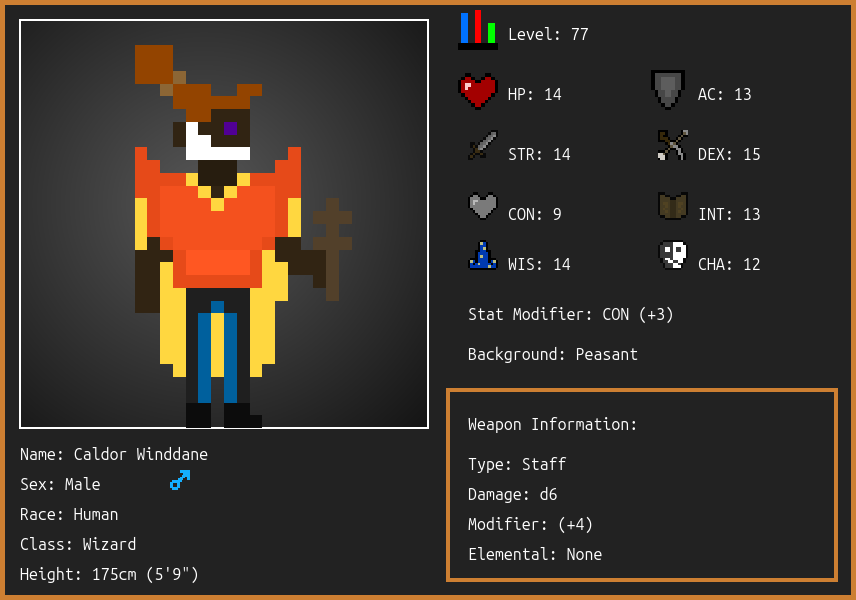 Level: 77
HP: 14
AC: 13
STR: 14
DEX: 15
CON: 9
INT: 13
WIS: 14
CHA: 12
Stat Modifier: CON (+3)
Background: Peasant
Weapon Information:
Type: Staff
Damage: d6
Modifier: (+4)
Elemental: None
Name: Caldor Winddane
Sex: Male
Race: Human
Class: Wizard
Height: 175cm (5'9")